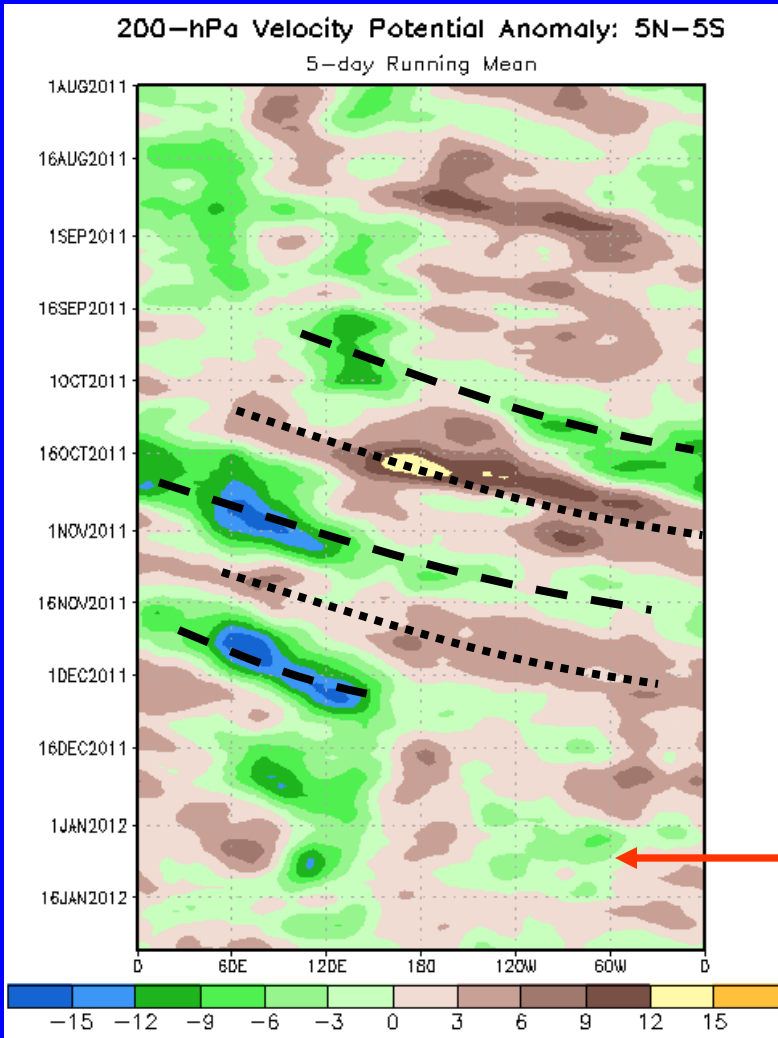 200-hPa Velocity Potential Anomaly: 5N-5S
5-day Running Mean
1AUG2011
16AUG2011
1SEP2011
16SEP2011
1OCT2011
16OCT2011
1NOV2011
16NOV2011
1DEC2011
16DEC2011
1JAN2012
16JAN2012
0 60E 120E 180 120W 60W 0
-15 -12 -9 -6 -3 0 3 6 9 12 15